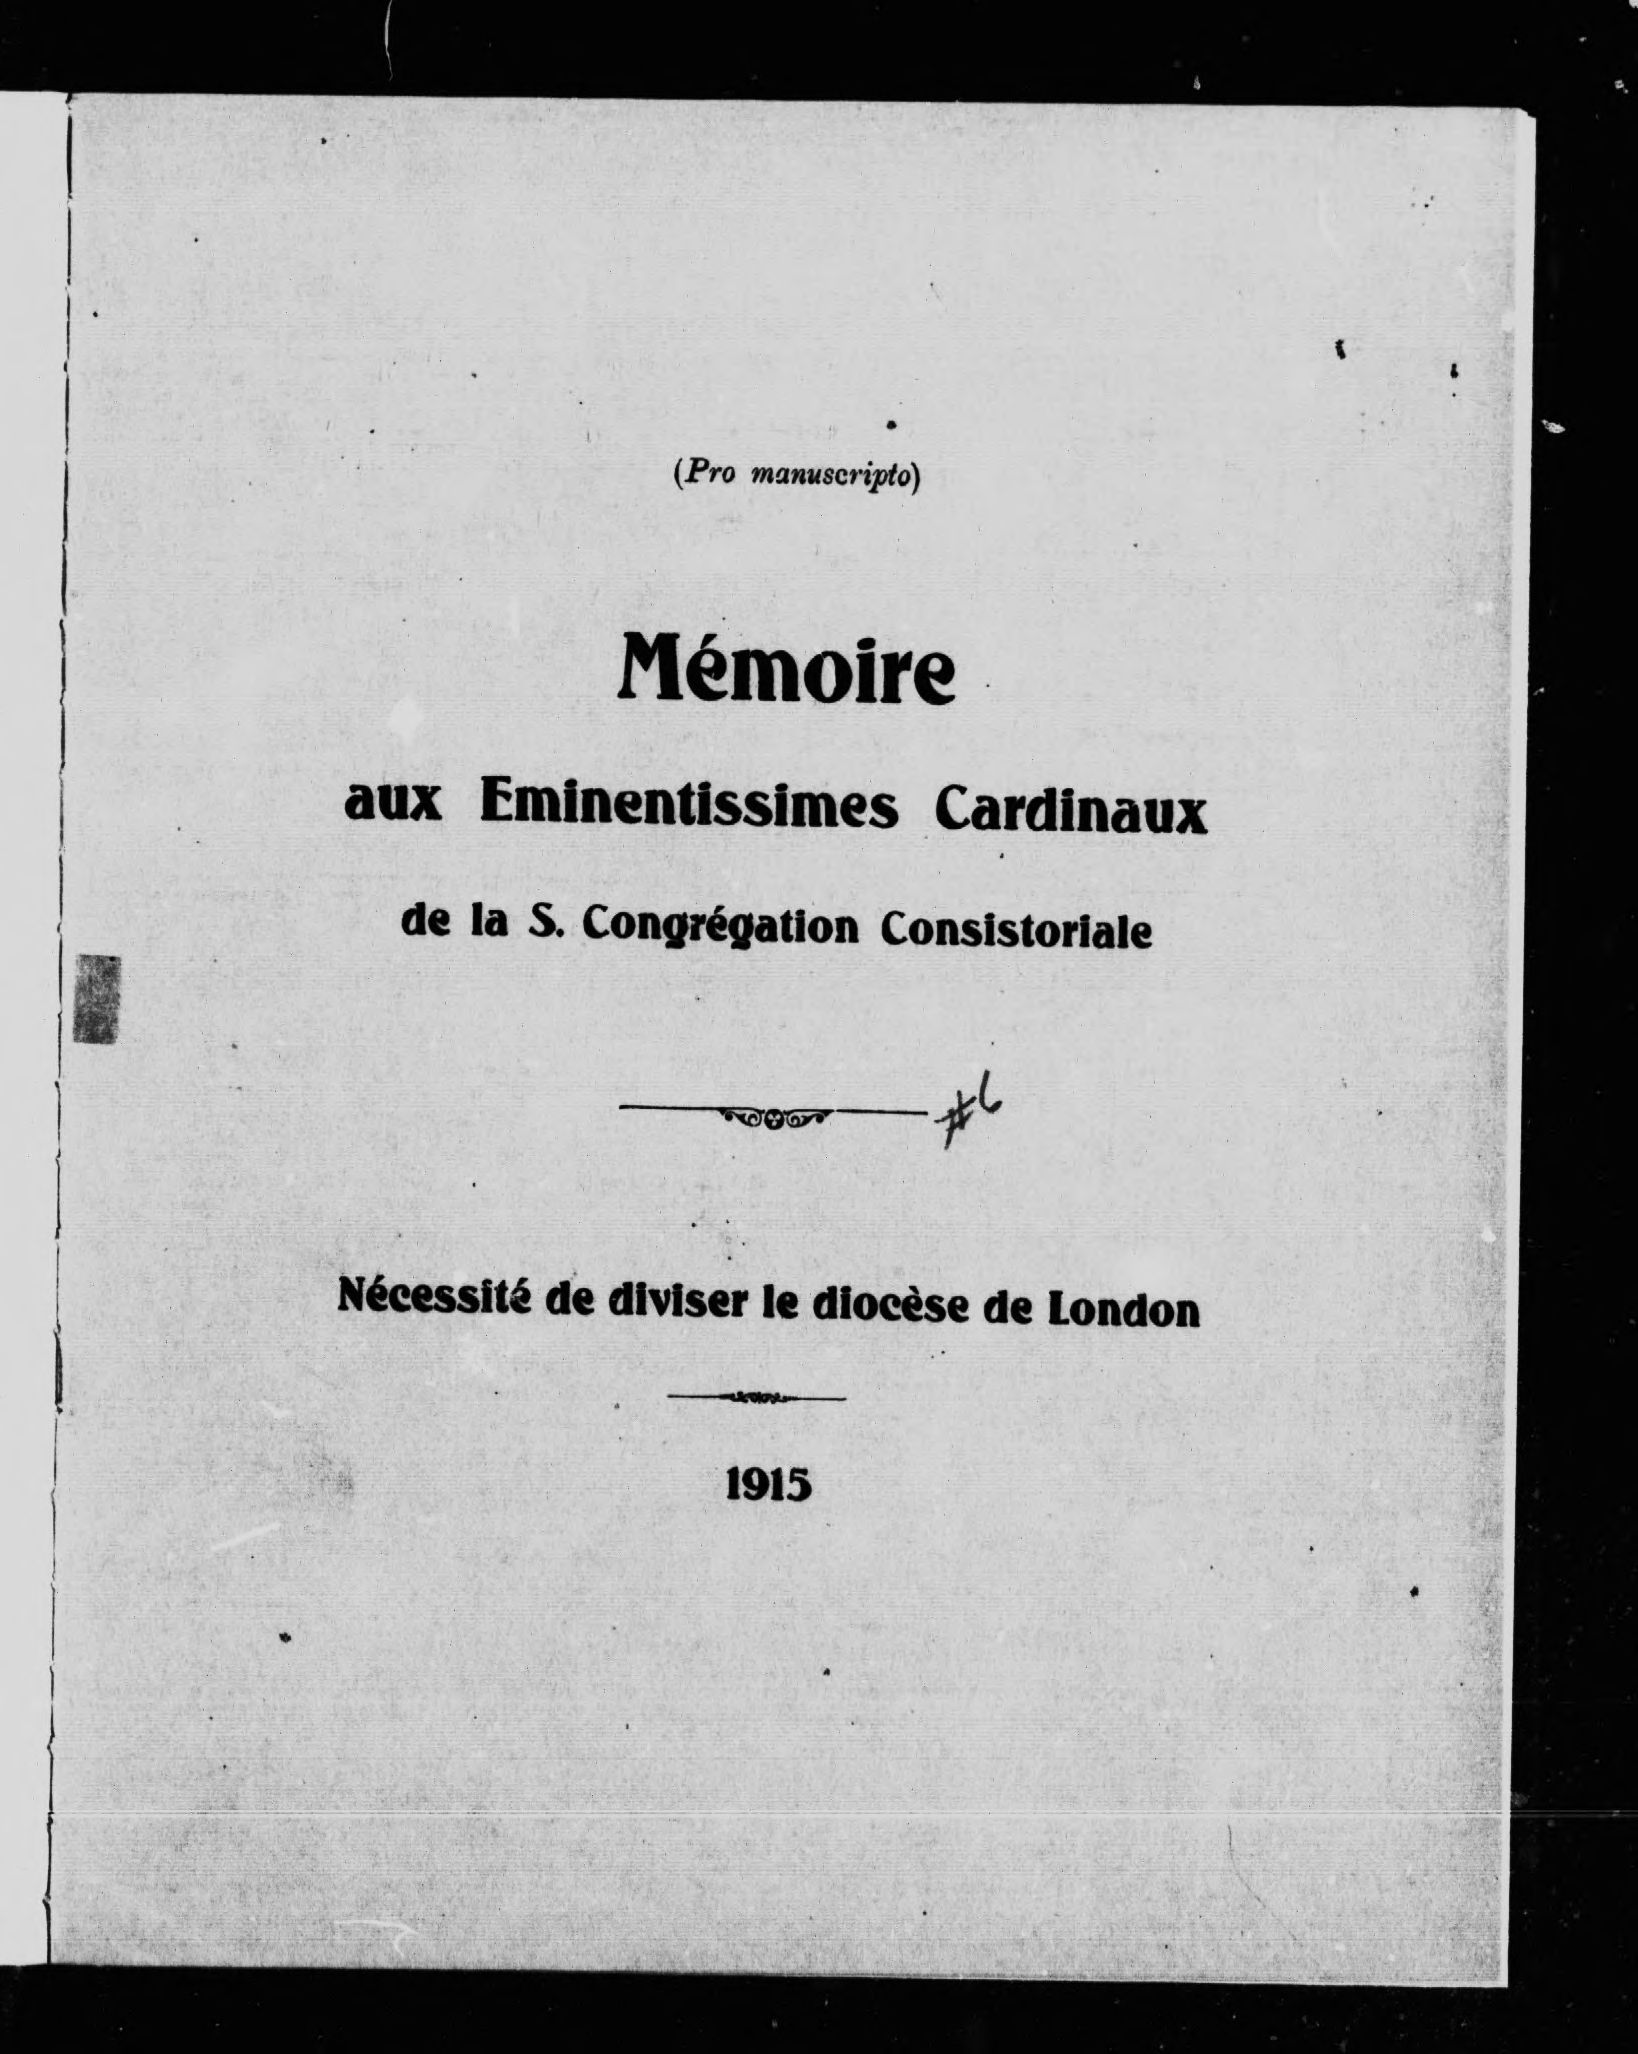 (Pro manuscripto)
Mémoire
aux Eminentissimes Cardinaux
de la S. Congrégation Consistoriale
#6
Nécessité de diviser le diocèse de London
1915